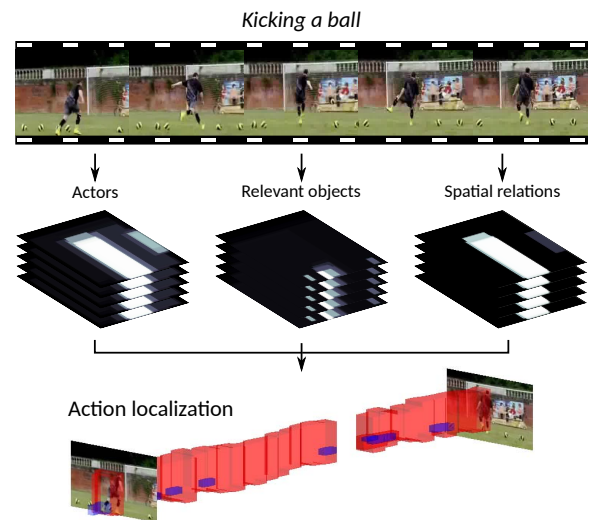 Kicking a ball
Actors
Relevant objects
Spatial relations
Action localization